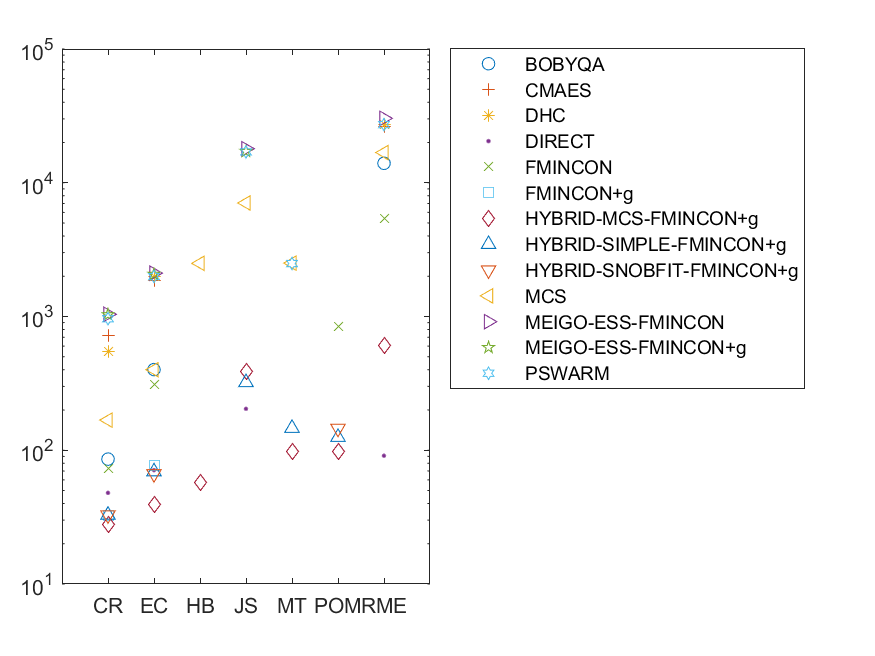 10^5
10^4
10^3
10^2
10^1
CR EC HB JS MT POM RME
BOBYQA
CMAES
DHC
DIRECT
FMINCON
FMINCON+g
HYBRID-MCS-FMINCON+g
HYBRID-SIMPLE-FMINCON+g
HYBRID-SNOBFIT-FMINCON+g
MCS
MEIGO-ESS-FMINCON
MEIGO-ESS-FMINCON+g
PSWARM